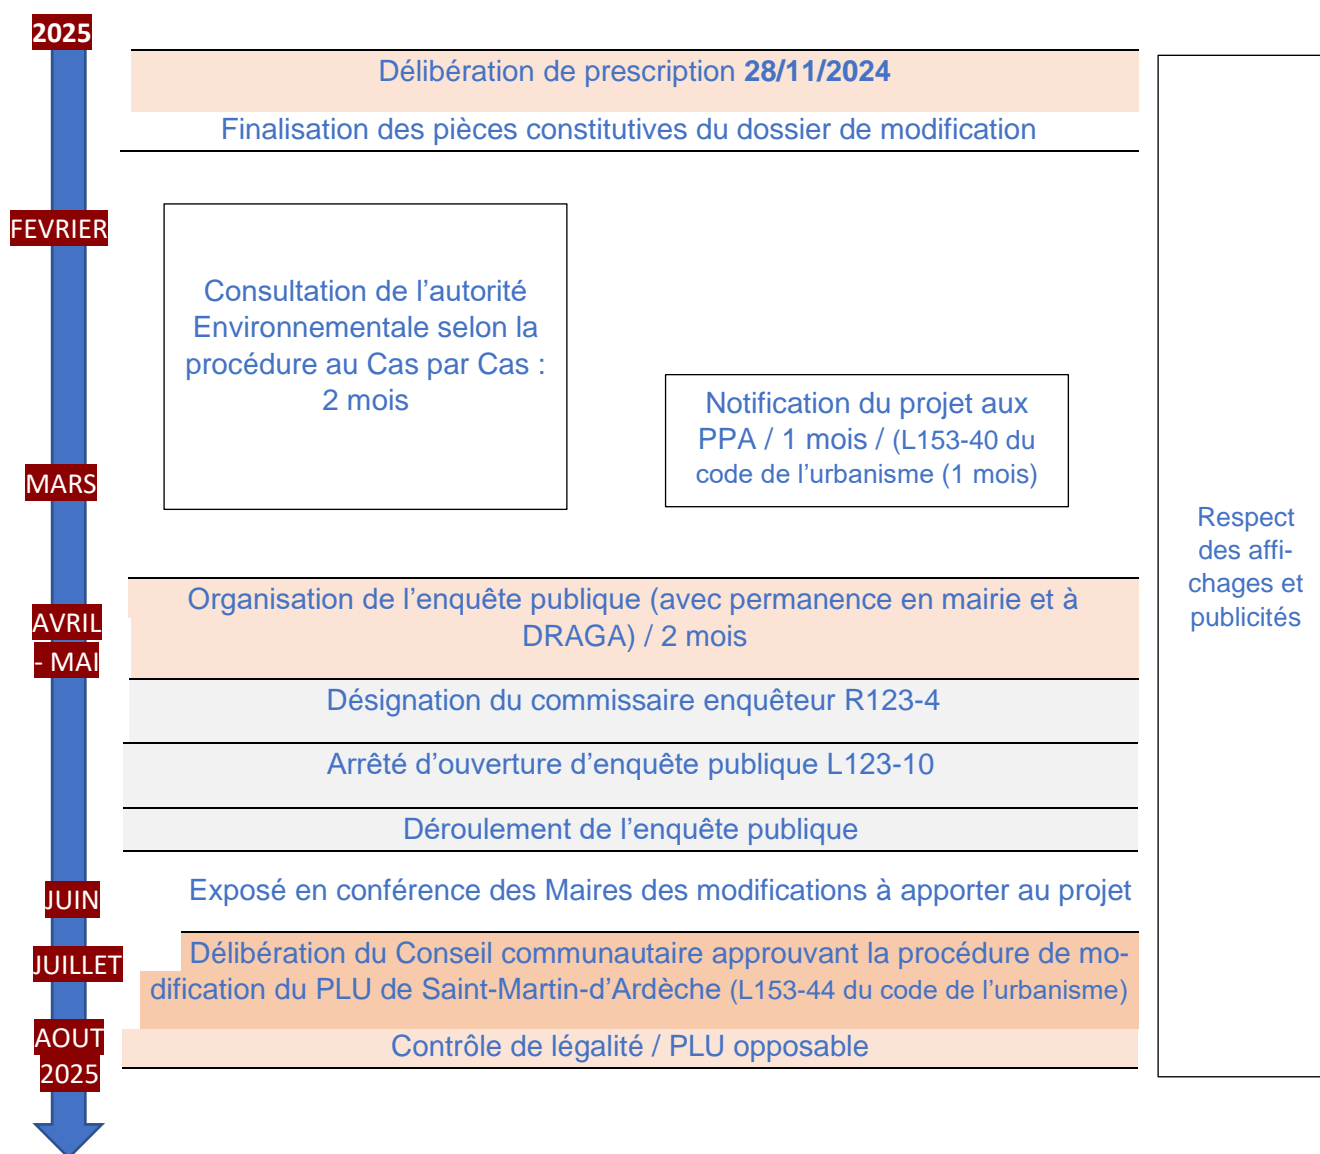 2025
Délibération de prescription 28/11/2024
Finalisation des pièces constitutives du dossier de modification
FEVRIER
Consultation de l’autorité
Environnementale selon la
procédure au Cas par Cas :
2 mois
Notification du projet aux
PPA / 1 mois / (L153-40 du
code de l’urbanisme (1 mois)
MARS
Respect
des affi-
chages et
publicités
AVRIL
- MAI
Organisation de l’enquête publique (avec permanence en mairie et à
DRAGA) / 2 mois
Désignation du commissaire enquêteur R123-4
Arrêté d’ouverture d’enquête publique L123-10
Déroulement de l’enquête publique
JUIN
Exposé en conférence des Maires des modifications à apporter au projet
JUILLET
Délibération du Conseil communautaire approuvant la procédure de mo-
dification du PLU de Saint-Martin-d’Ardèche (L153-44 du code de l’urbanisme)
AOUT
2025
Contrôle de légalité / PLU opposable